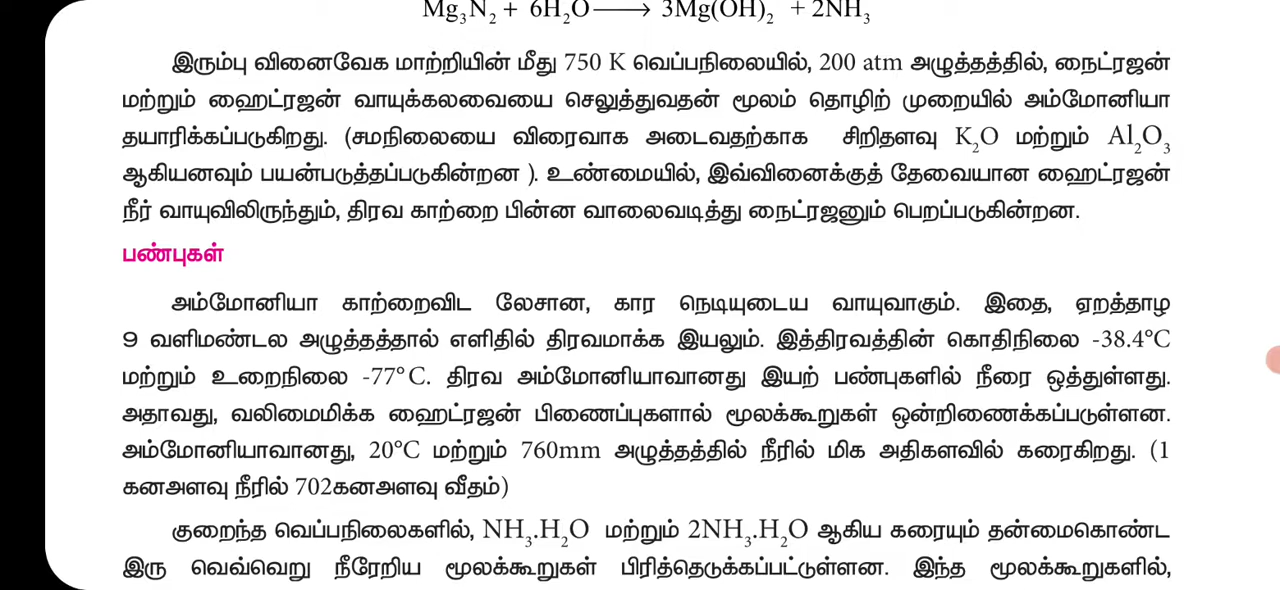 Mg₃N₂ + 6H₂O ⟶ 3Mg(OH)₂ + 2NH₃
இரும்பு வினைவேக மாற்றியின் மீது 750 K வெப்பநிலையில், 200 atm அழுத்தத்தில், நைட்ரஜன்
மற்றும் ஹைட்ரஜன் வாயுக்கலவையை செலுத்துவதன் மூலம் தொழிற் முறையில் அம்மோனியா
தயாரிக்கப்படுகிறது. (சமநிலையை விரைவாக அடைவதற்காக சிறிதளவு K₂O மற்றும் Al₂O₃
ஆகியனவும் பயன்படுத்தப்படுகின்றன ). உண்மையில், இவ்வினைக்குத் தேவையான ஹைட்ரஜன்
நீர் வாயுவிலிருந்தும், திரவ காற்றை பின்ன வாலைவடித்து நைட்ரஜனும் பெறப்படுகின்றன.
பண்புகள்
அம்மோனியா காற்றைவிட லேசான, கார நெடியுடைய வாயுவாகும். இதை, ஏறத்தாழ
9 வளிமண்டல அழுத்தத்தால் எளிதில் திரவமாக்க இயலும். இத்திரவத்தின் கொதிநிலை -38.4°C
மற்றும் உறைநிலை -77°C. திரவ அம்மோனியாவானது இயற் பண்புகளில் நீரை ஒத்துள்ளது.
அதாவது, வலிமைமிக்க ஹைட்ரஜன் பிணைப்புகளால் மூலக்கூறுகள் ஒன்றிணைக்கப்படுள்ளன.
அம்மோனியாவானது, 20°C மற்றும் 760mm அழுத்தத்தில் நீரில் மிக அதிகளவில் கரைகிறது. (1
கனஅளவு நீரில் 702கனஅளவு வீதம்)
குறைந்த வெப்பநிலைகளில், NH₃.H₂O மற்றும் 2NH₃.H₂O ஆகிய கரையும் தன்மைகொண்ட
இரு வெவ்வெறு நீரேறிய மூலக்கூறுகள் பிரித்தெடுக்கப்பட்டுள்ளன. இந்த மூலக்கூறுகளில்,